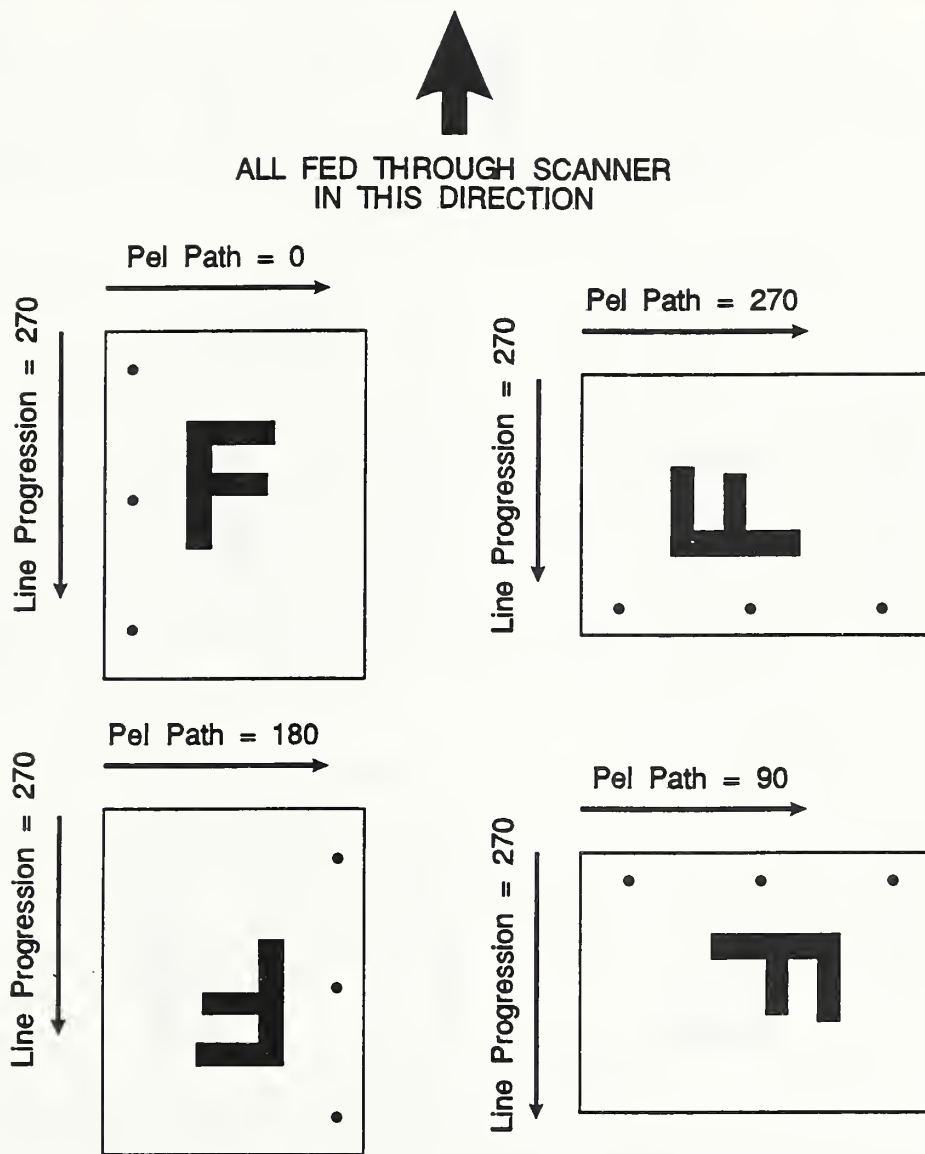 ALL FED THROUGH SCANNER
IN THIS DIRECTION
Pel Path = 0
Line Progression = 270
F
Pel Path = 270
Line Progression = 270
F
Pel Path = 180
Line Progression = 270
F
Pel Path = 90
Line Progression = 270
F